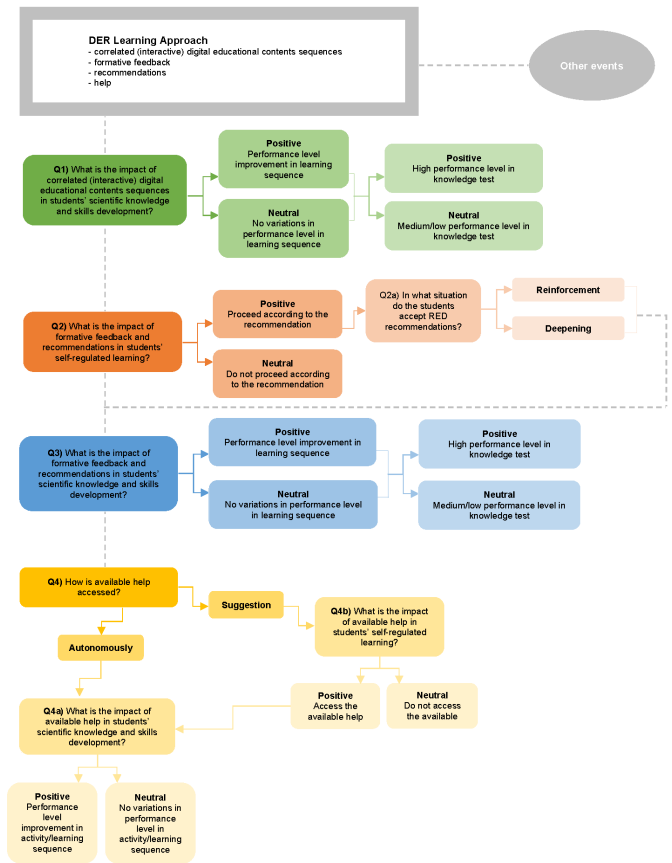 DER Learning Approach
- correlated (interactive) digital educational contents sequences
- formative feedback
- recommendations
- help
Other events
Q1) What is the impact of
correlated (interactive) digital
educational contents sequences
in students' scientific knowledge
and skills development?
Positive
Performance level
improvement in learning
sequence
Neutral
No variations in
performance level in
learning sequence
Positive
High performance level in
knowledge test
Neutral
Medium/low performance level in
knowledge test
Q2) What is the impact of
formative feedback and
recommendations in students'
self-regulated learning?
Positive
Proceed according to the
recommendation
Neutral
Do not proceed according
to the recommendation
Q2a) In what situation
do the students
accept RED
recommendations?
Reinforcement
Deepening
Q3) What is the impact of
formative feedback and
recommendations in students'
scientific knowledge and skills
development?
Positive
Performance level improvement in
learning sequence
Neutral
No variations in performance level
in learning sequence
Positive
High performance level in
knowledge test
Neutral
Medium/low performance level in
knowledge test
Q4) How is available help
accessed?
Suggestion
Autonomously
Q4b) What is the impact
of available help in
students' self-regulated
learning?
Positive
Access the
available help
Neutral
Do not access
the available
Q4a) What is the impact of
available help in students'
scientific knowledge and skills
development?
Positive
Performance
level
improvement in
activity/learning
sequence
Neutral
No variations in
performance
level in
activity/learning
sequence